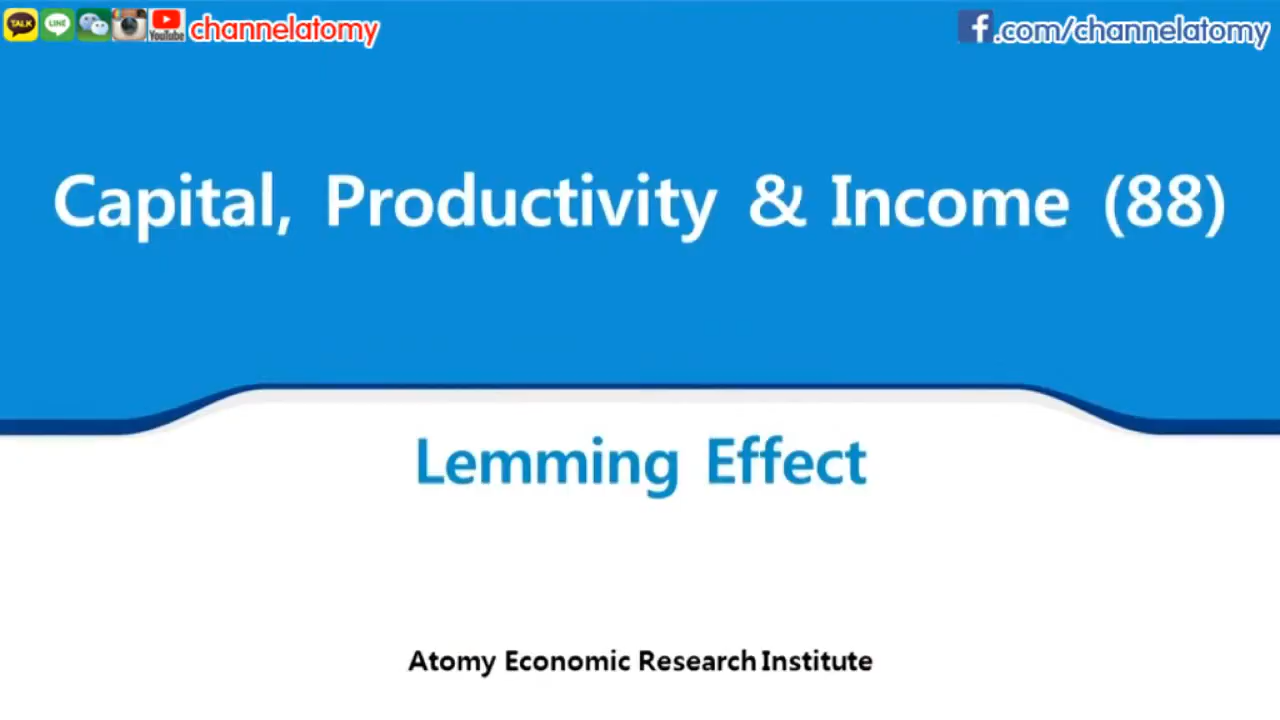 TALK LINE YouTube channelatomy f.com/channelatomy
Capital, Productivity & Income (88)
Lemming Effect
Atomy Economic Research Institute